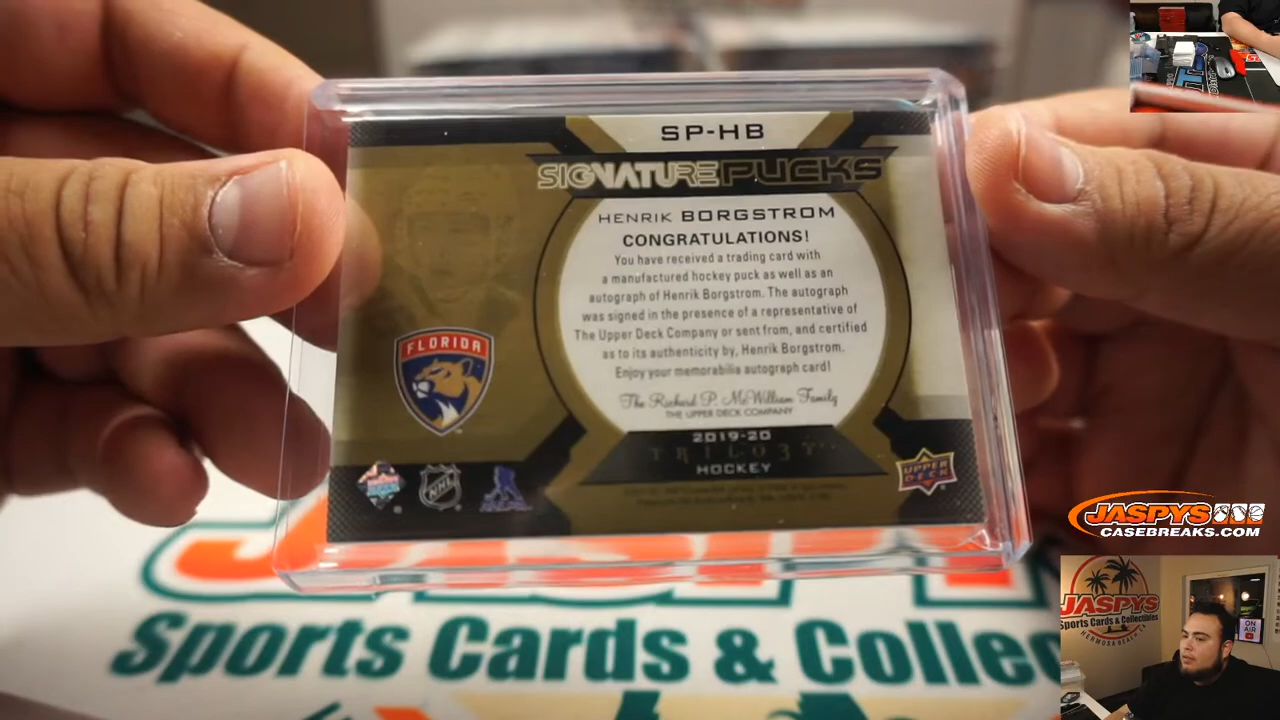 SP-HB
SIGNATURE PUCKS
HENRIK BORGSTROM
CONGRATULATIONS!
You have received a trading card with
a manufactured hockey puck as well as an
autograph of Henrik Borgstrom. The autograph
was signed in the presence of a representative of
The Upper Deck Company or sent from, and certified
as to its authenticity by, Henrik Borgstrom.
Enjoy your memorabilia autograph card!
The Richard P. McWilliam Family
THE UPPER DECK COMPANY
2019-20
TRILOGY
HOCKEY
FLORIDA
NHL
UPPER DECK
Sports Cards & Collec
JASPYS
CASEBREAKS.COM
JASPYS
Sports Cards & Collectibles
HERMOSA BEACH, CA
ON AIR